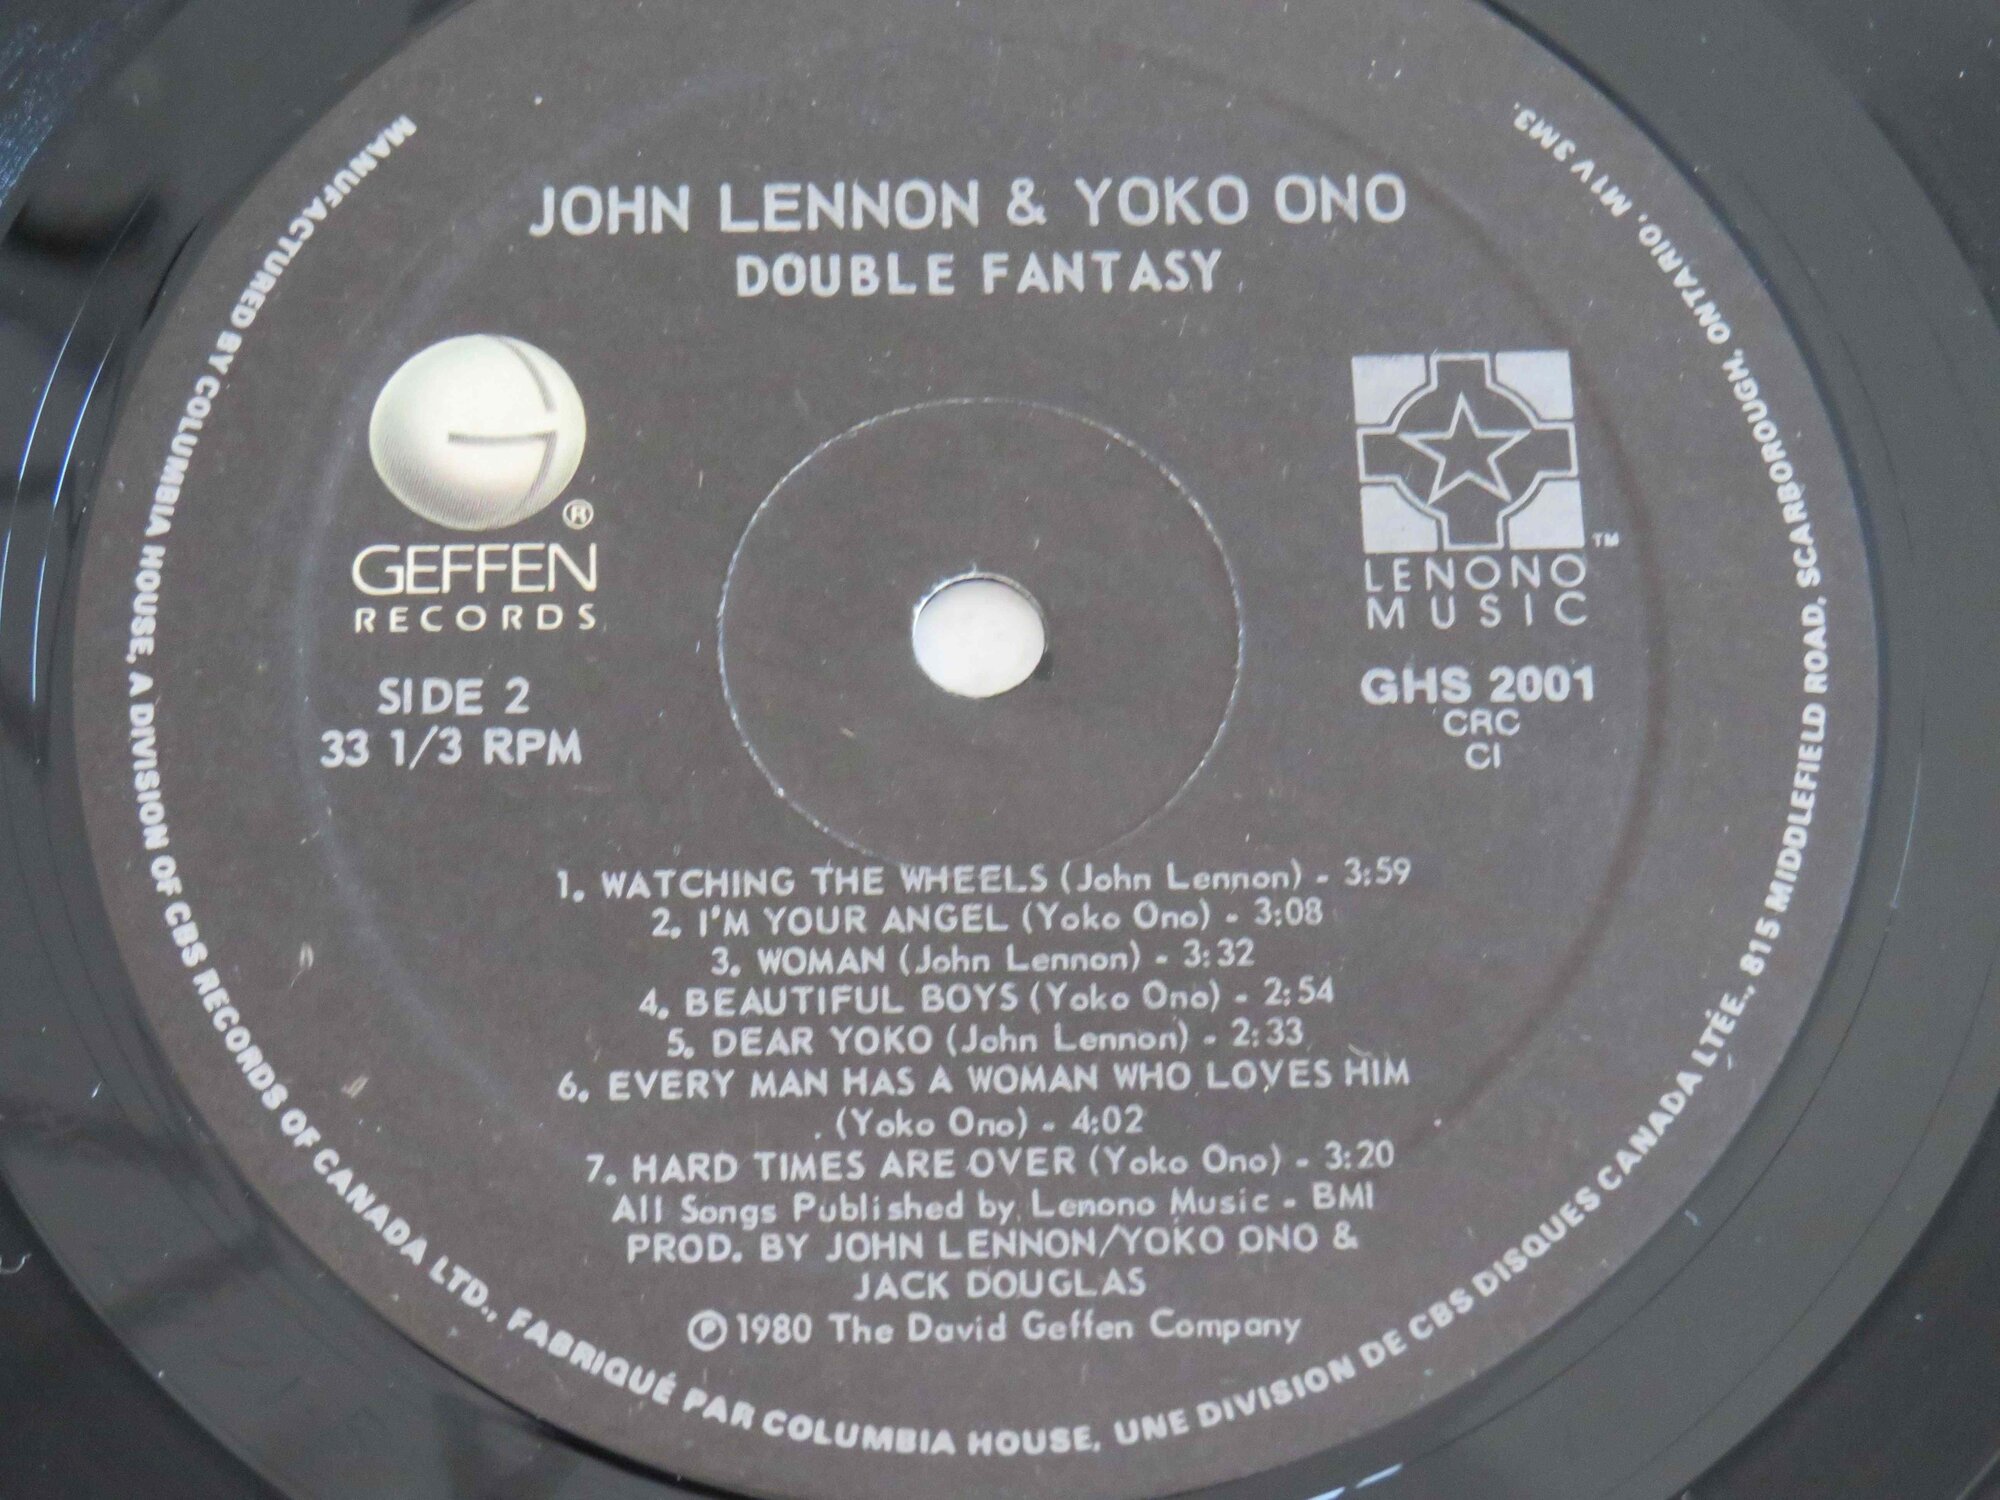 JOHN LENNON & YOKO ONO
DOUBLE FANTASY
GEFFEN
RECORDS
®
SIDE 2
33 1/3 RPM
LENONO
MUSIC
™
GHS 2001
CRC
CI
1. WATCHING THE WHEELS (John Lennon) - 3:59
2. I'M YOUR ANGEL (Yoko Ono) - 3:08
3. WOMAN (John Lennon) - 3:32
4. BEAUTIFUL BOYS (Yoko Ono) - 2:54
5. DEAR YOKO (John Lennon) - 2:33
6. EVERY MAN HAS A WOMAN WHO LOVES HIM
(Yoko Ono) - 4:02
7. HARD TIMES ARE OVER (Yoko Ono) - 3:20
All Songs Published by Lenono Music - BMI
PROD. BY JOHN LENNON/YOKO ONO &
JACK DOUGLAS
℗ 1980 The David Geffen Company
MANUFACTURED BY COLUMBIA HOUSE, A DIVISION OF CBS RECORDS OF CANADA LTD., FABRIQUÉ PAR COLUMBIA HOUSE, UNE DIVISION DE CBS DISQUES CANADA LTÉE., 815 MIDDLEFIELD ROAD, SCARBOROUGH, ONTARIO, M1V 3M3.